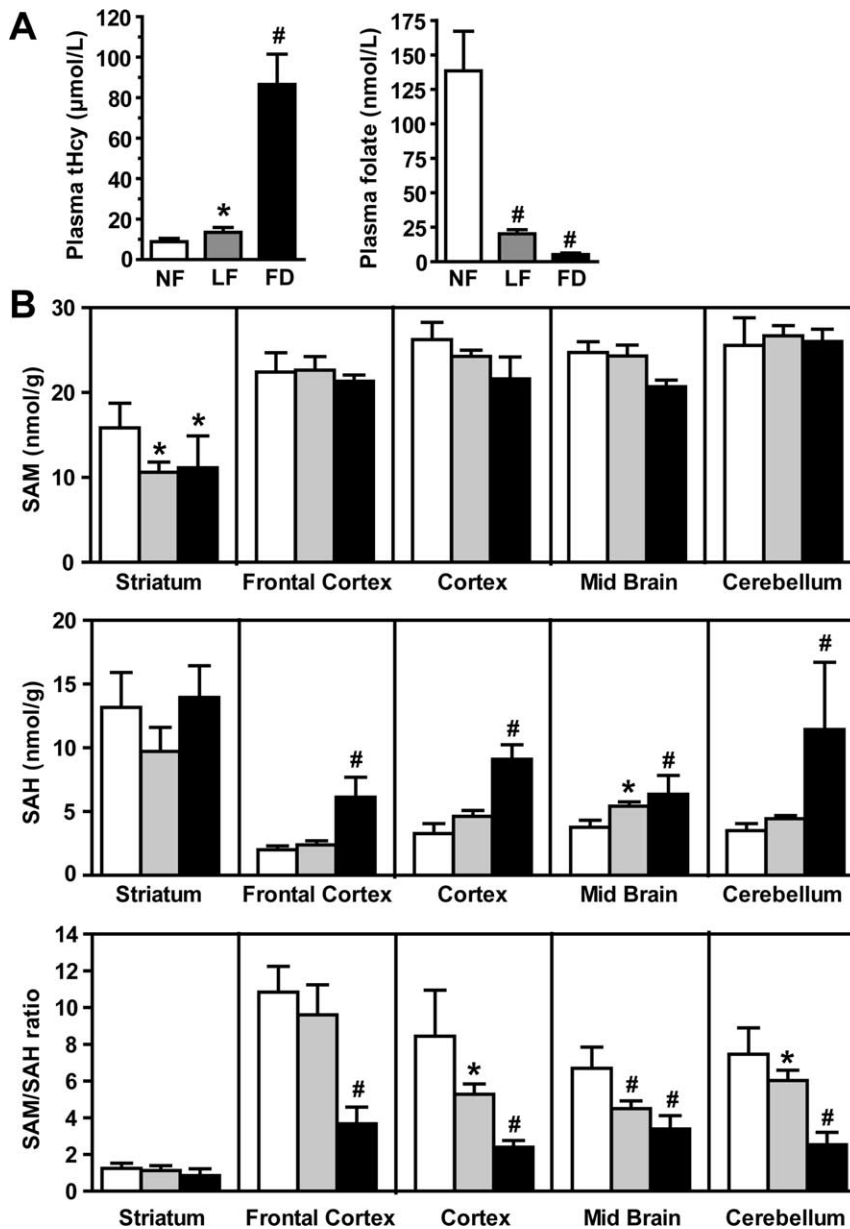 A
Plasma tHcy (µmol/L)
120
100
80
60
40
20
0
*
#
NF LF FD
Plasma folate (nmol/L)
175
150
125
100
75
50
25
0
#
#
NF LF FD
B
SAM (nmol/g)
30
20
10
0
* *
Striatum Frontal Cortex Cortex Mid Brain Cerebellum
SAH (nmol/g)
20
15
10
5
0
# # * # #
Striatum Frontal Cortex Cortex Mid Brain Cerebellum
SAM/SAH ratio
14
12
10
8
6
4
2
0
# * # # # * #
Striatum Frontal Cortex Cortex Mid Brain Cerebellum